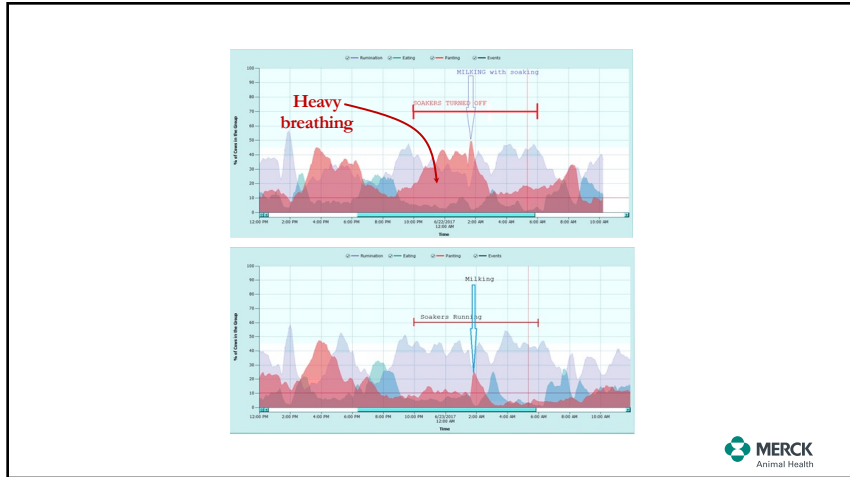 Rumination Eating Panting Events
MILKING with soaking
SOAKERS TURNED OFF
Heavy
breathing
% of Cows in the Group
100
90
80
70
60
50
40
30
20
10
0
12:00 PM 2:00 PM 4:00 PM 6:00 PM 8:00 PM 10:00 PM 6/22/2017 2:00 AM 4:00 AM 6:00 AM 8:00 AM 10:00 AM
12:00 AM
Time
Rumination Eating Panting Events
Milking
Soakers Running
% of Cows in the Group
100
90
80
70
60
50
40
30
20
10
0
12:00 PM 2:00 PM 4:00 PM 6:00 PM 8:00 PM 10:00 PM 6/23/2017 2:00 AM 4:00 AM 6:00 AM 8:00 AM 10:00 AM
12:00 AM
Time
MERCK
Animal Health